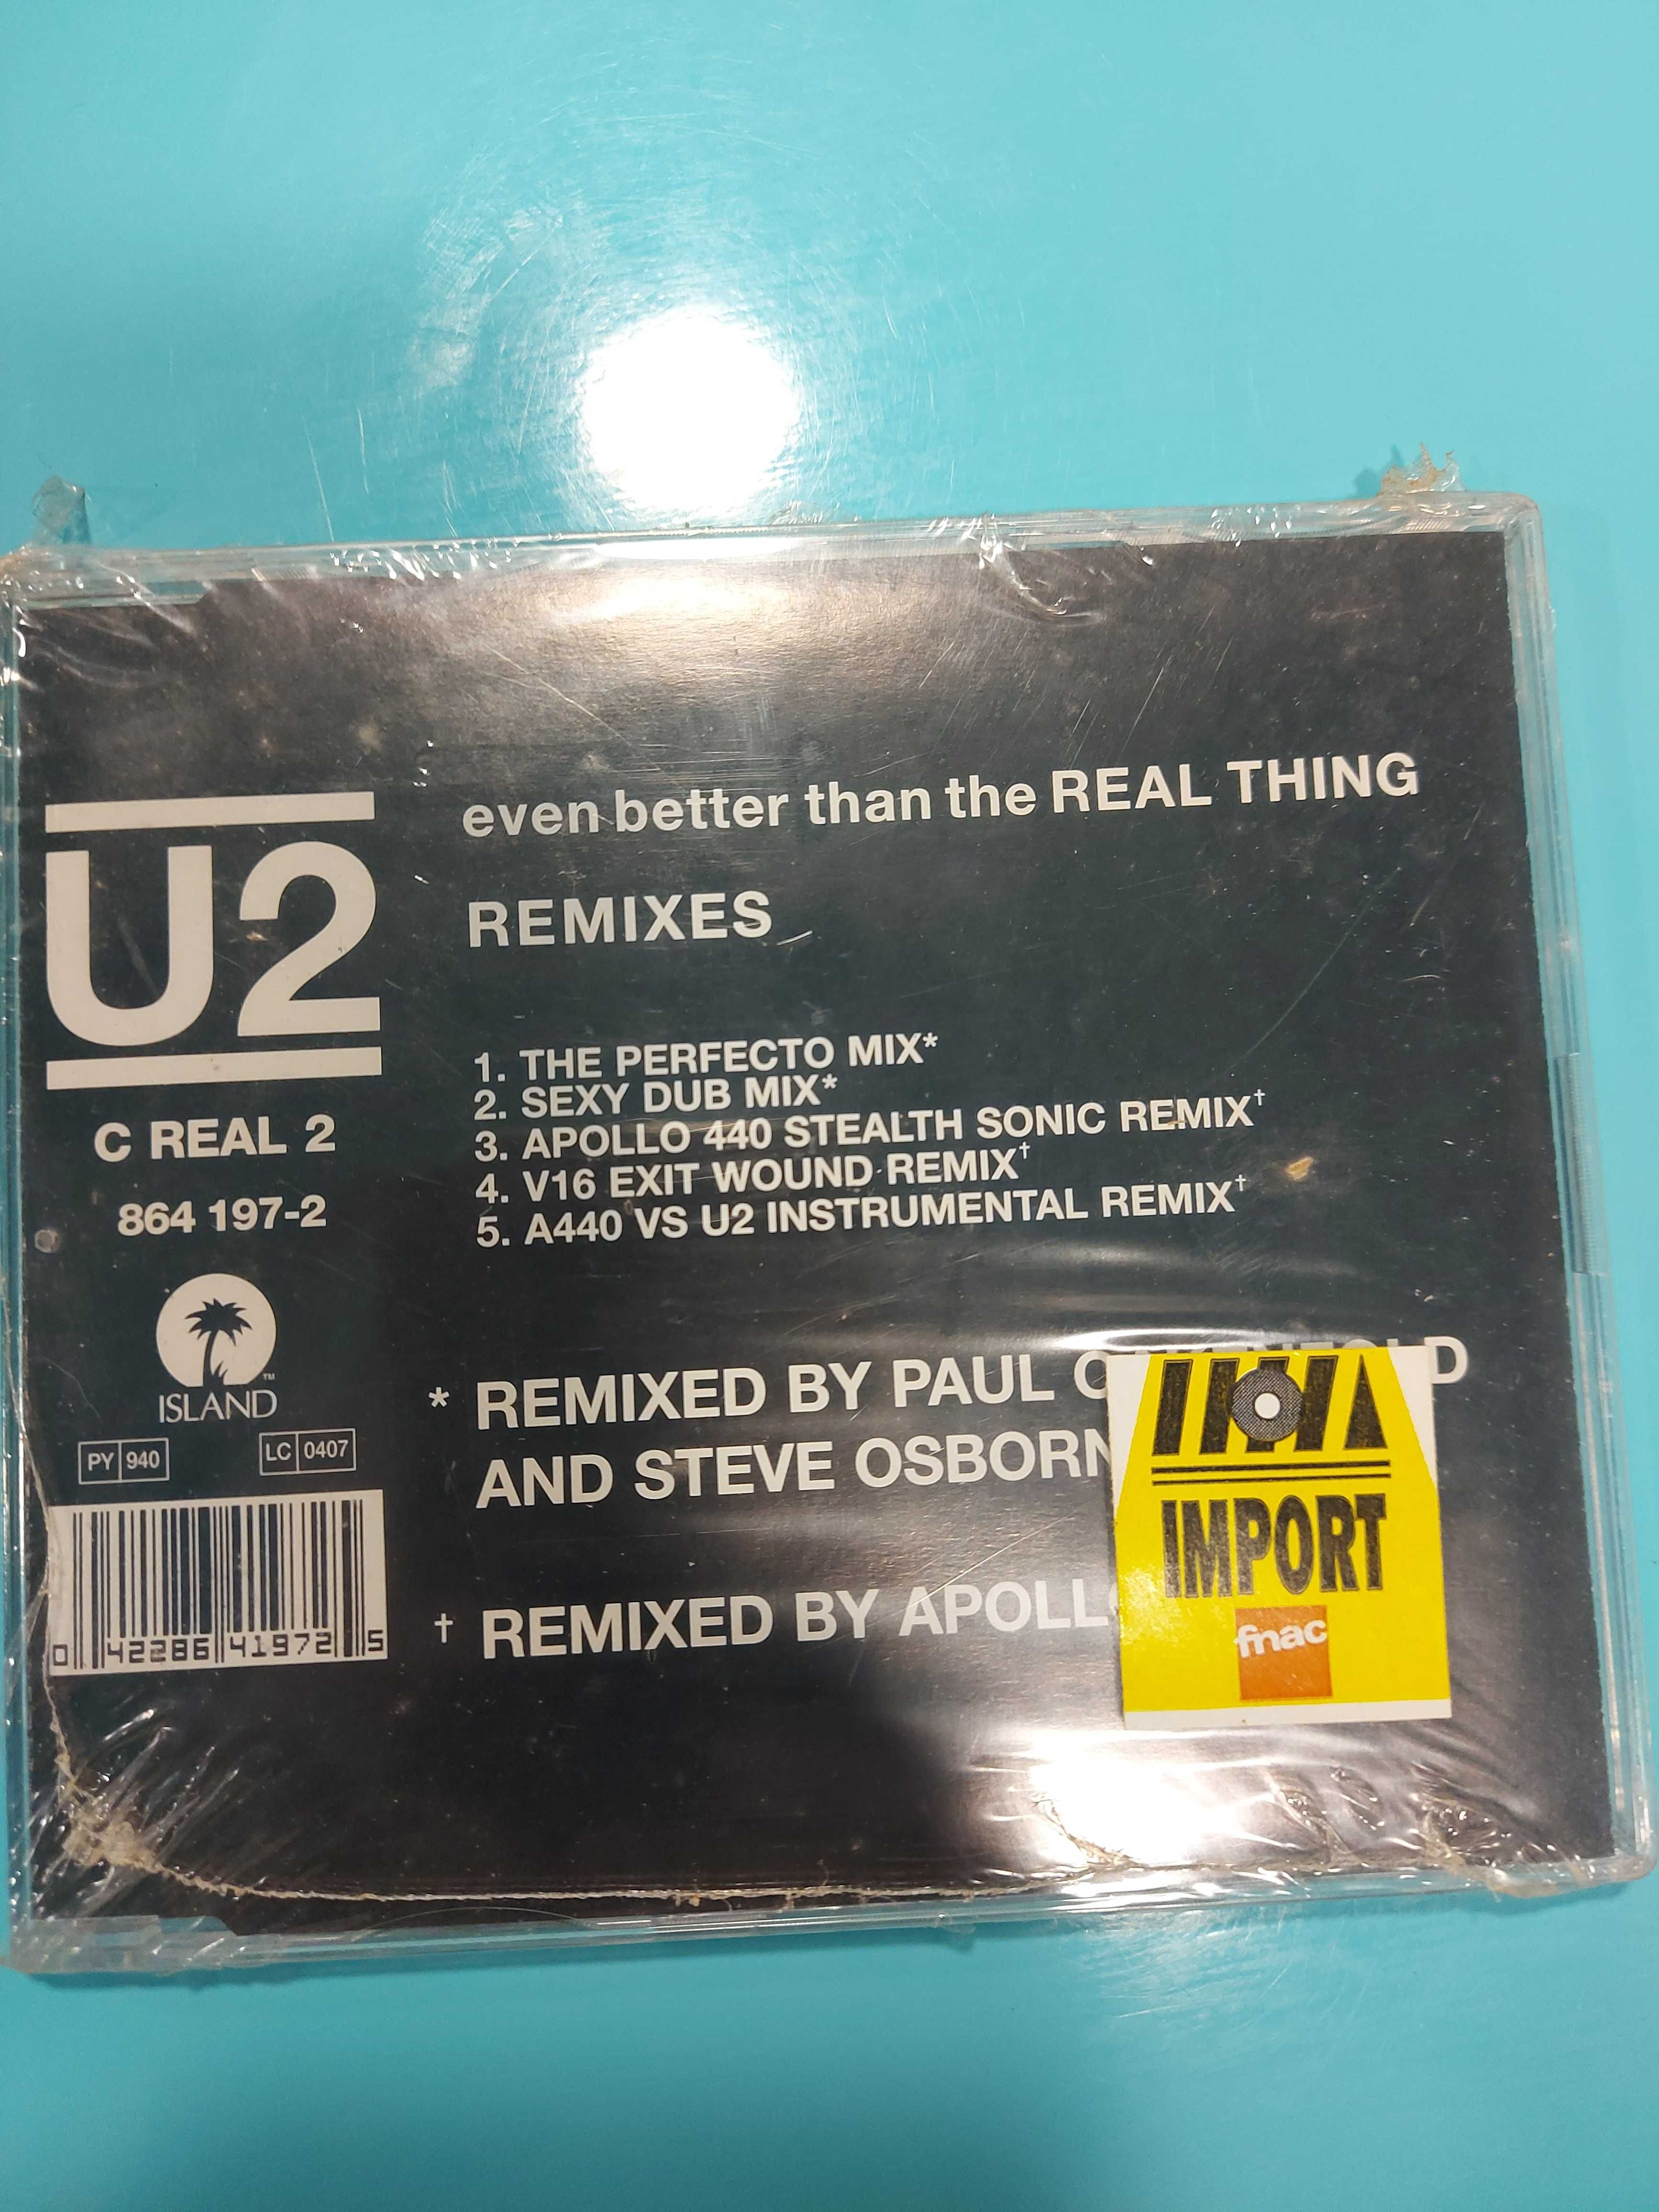 even better than the REAL THING
REMIXES
U2
C REAL 2
864 197-2
ISLAND
TM
PY 940
LC 0407
0 42286 41972 5
1. THE PERFECTO MIX*
2. SEXY DUB MIX*
3. APOLLO 440 STEALTH SONIC REMIX†
4. V16 EXIT WOUND REMIX†
5. A440 VS U2 INSTRUMENTAL REMIX†
* REMIXED BY PAUL
AND STEVE
† REMIXED BY
IMPORT
fnac